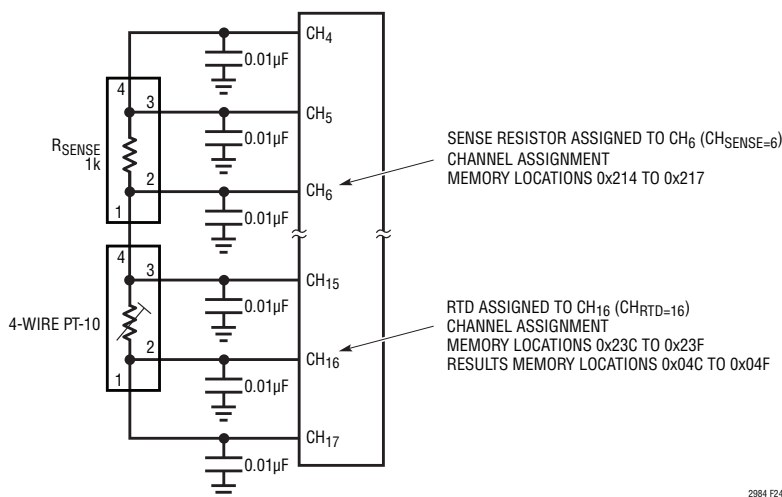 CH4
0.01µF
4
3
CH5
RSENSE
1k
0.01µF
2
CH6
1
0.01µF
SENSE RESISTOR ASSIGNED TO CH6 (CHSENSE=6)
CHANNEL ASSIGNMENT
MEMORY LOCATIONS 0x214 TO 0x217
4
3
CH15
4-WIRE PT-10
0.01µF
2
CH16
1
0.01µF
RTD ASSIGNED TO CH16 (CHRTD=16)
CHANNEL ASSIGNMENT
MEMORY LOCATIONS 0x23C TO 0x23F
RESULTS MEMORY LOCATIONS 0x04C TO 0x04F
CH17
0.01µF
2984 F24